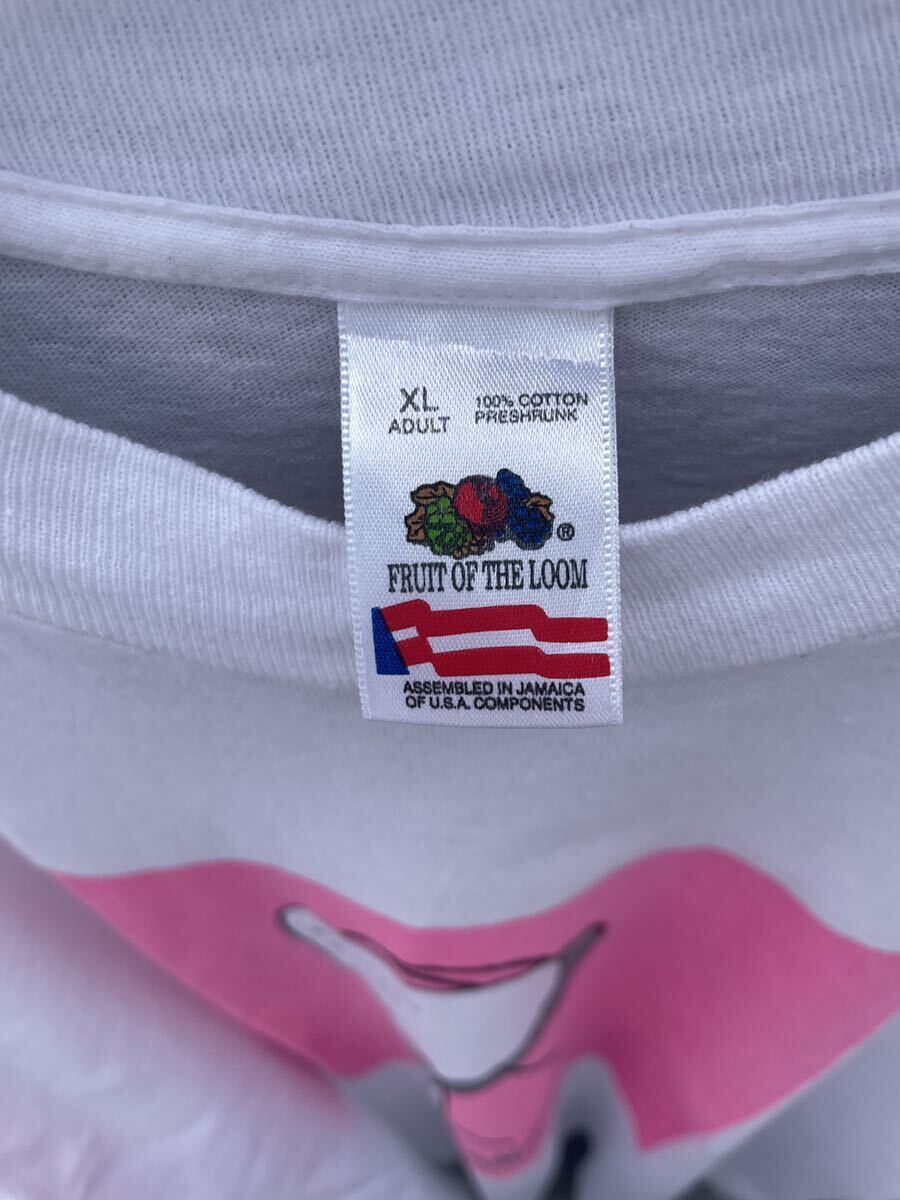 XL
ADULT
100% COTTON
PRESHRUNK
®
FRUIT OF THE LOOM
ASSEMBLED IN JAMAICA
OF U.S.A. COMPONENTS